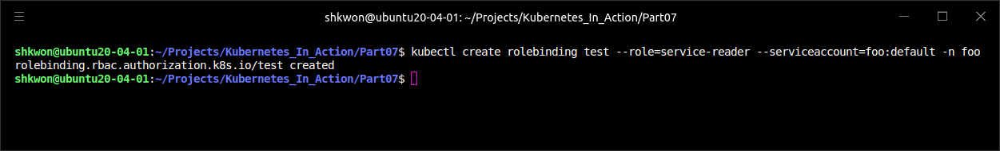 shkwon@ubuntu20-04-01: ~/Projects/Kubernetes_In_Action/Part07
shkwon@ubuntu20-04-01:~/Projects/Kubernetes_In_Action/Part07$ kubectl create rolebinding test --role=service-reader --serviceaccount=foo:default -n foo
rolebinding.rbac.authorization.k8s.io/test created
shkwon@ubuntu20-04-01:~/Projects/Kubernetes_In_Action/Part07$